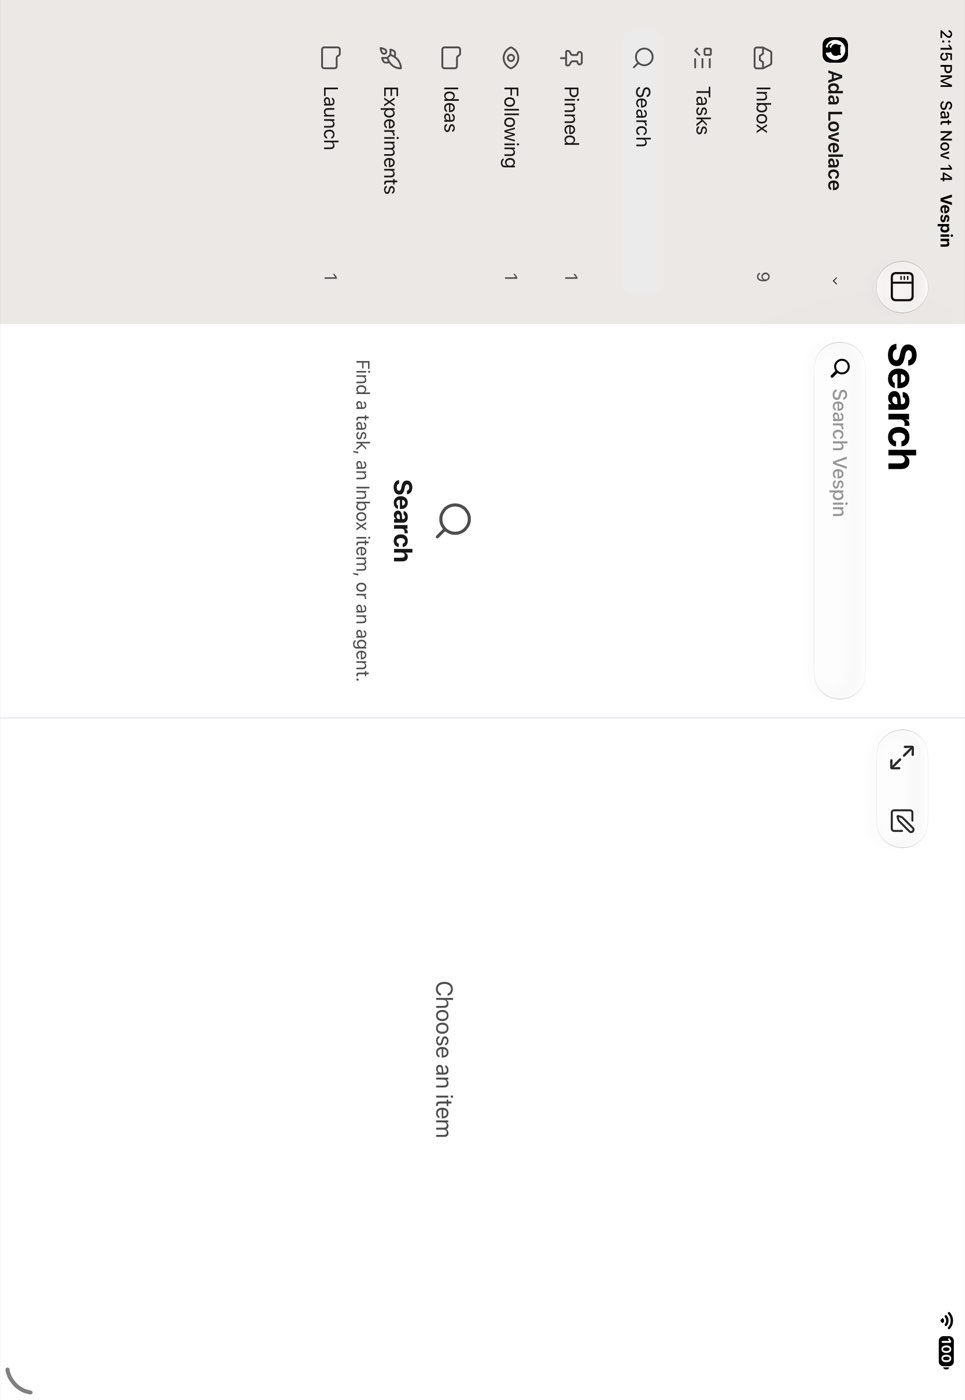 2:15 PM Sat Nov 14 Vespin
100
Ada Lovelace
Inbox 9
Tasks
Search
Pinned 1
Following 1
Ideas
Experiments
Launch 1
Search
Search Vespin
Search
Find a task, an Inbox item, or an agent.
Choose an item